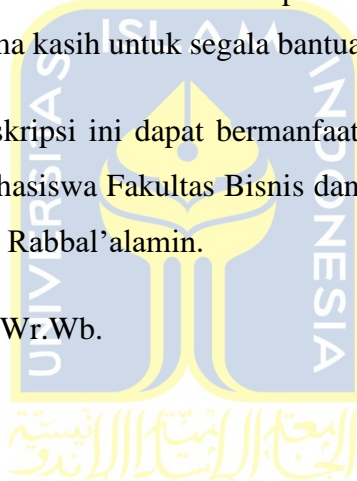 ma kasih untuk segala bantua
skripsi ini dapat bermanfaat
hasiswa Fakultas Bisnis dan
Rabbal’alamin.
Wr.Wb.
UNIVERSITAS
ISLAM
INDONESIA